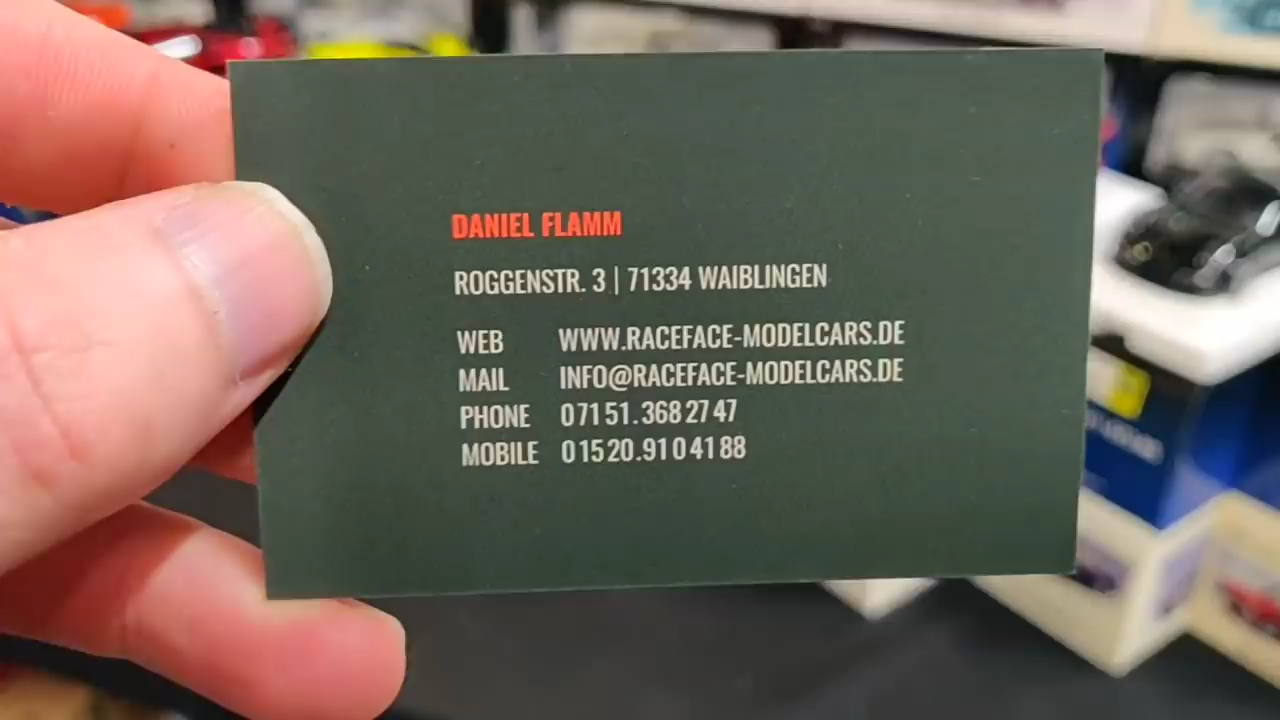 DANIEL FLAMM
ROGGENSTR. 3 | 71334 WAIBLINGEN
WEB WWW.RACEFACE-MODELCARS.DE
MAIL INFO@RACEFACE-MODELCARS.DE
PHONE 07151.3682747
MOBILE 01520.9104188